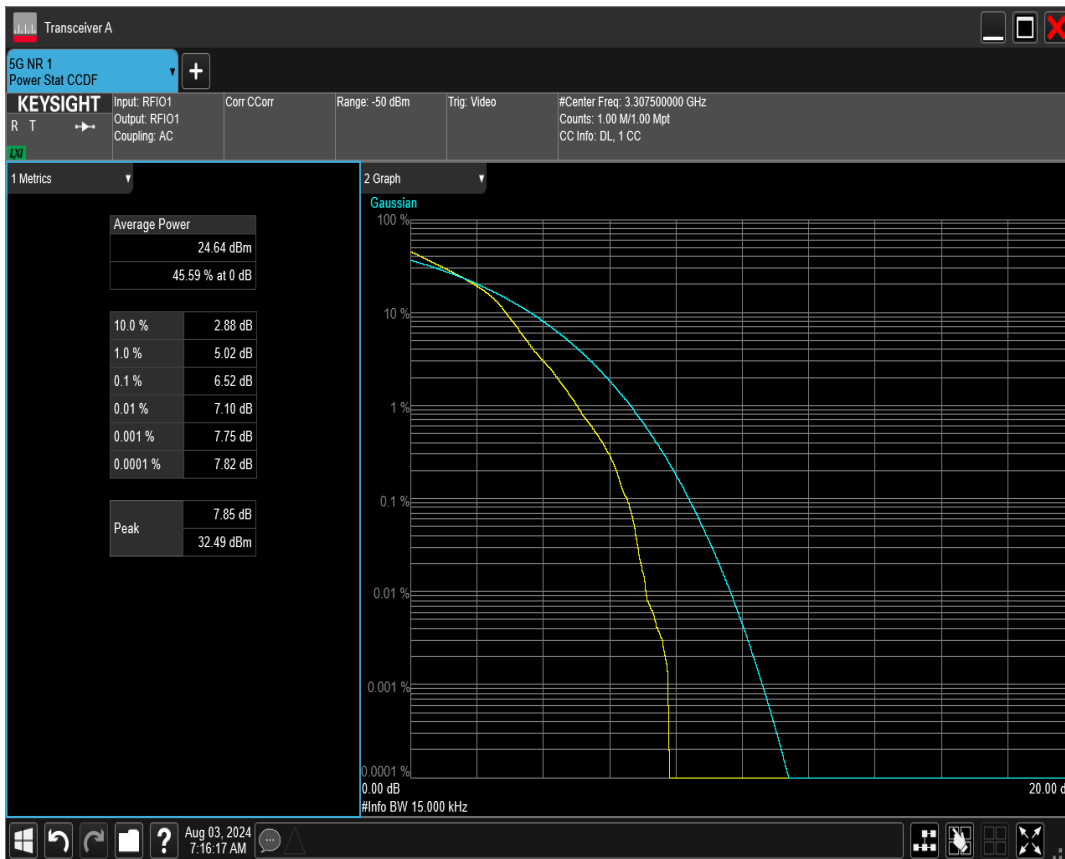 Transceiver A
5G NR 1
Power Stat CCDF
KEYSIGHT
R T
LXI
Input: RFIO1
Output: RFIO1
Coupling: AC
Corr CCorr
Range: -50 dBm
Trig: Video
#Center Freq: 3.307500000 GHz
Counts: 1.00 M/1.00 Mpt
CC Info: DL, 1 CC
1 Metrics
Average Power
24.64 dBm
45.59 % at 0 dB
10.0 % 2.88 dB
1.0 % 5.02 dB
0.1 % 6.52 dB
0.01 % 7.10 dB
0.001 % 7.75 dB
0.0001 % 7.82 dB
Peak
7.85 dB
32.49 dBm
2 Graph
Gaussian
100 %
10 %
1 %
0.1 %
0.01 %
0.001 %
0.0001 %
0.00 dB 20.00 d
#Info BW 15.000 kHz
Aug 03, 2024
7:16:17 AM